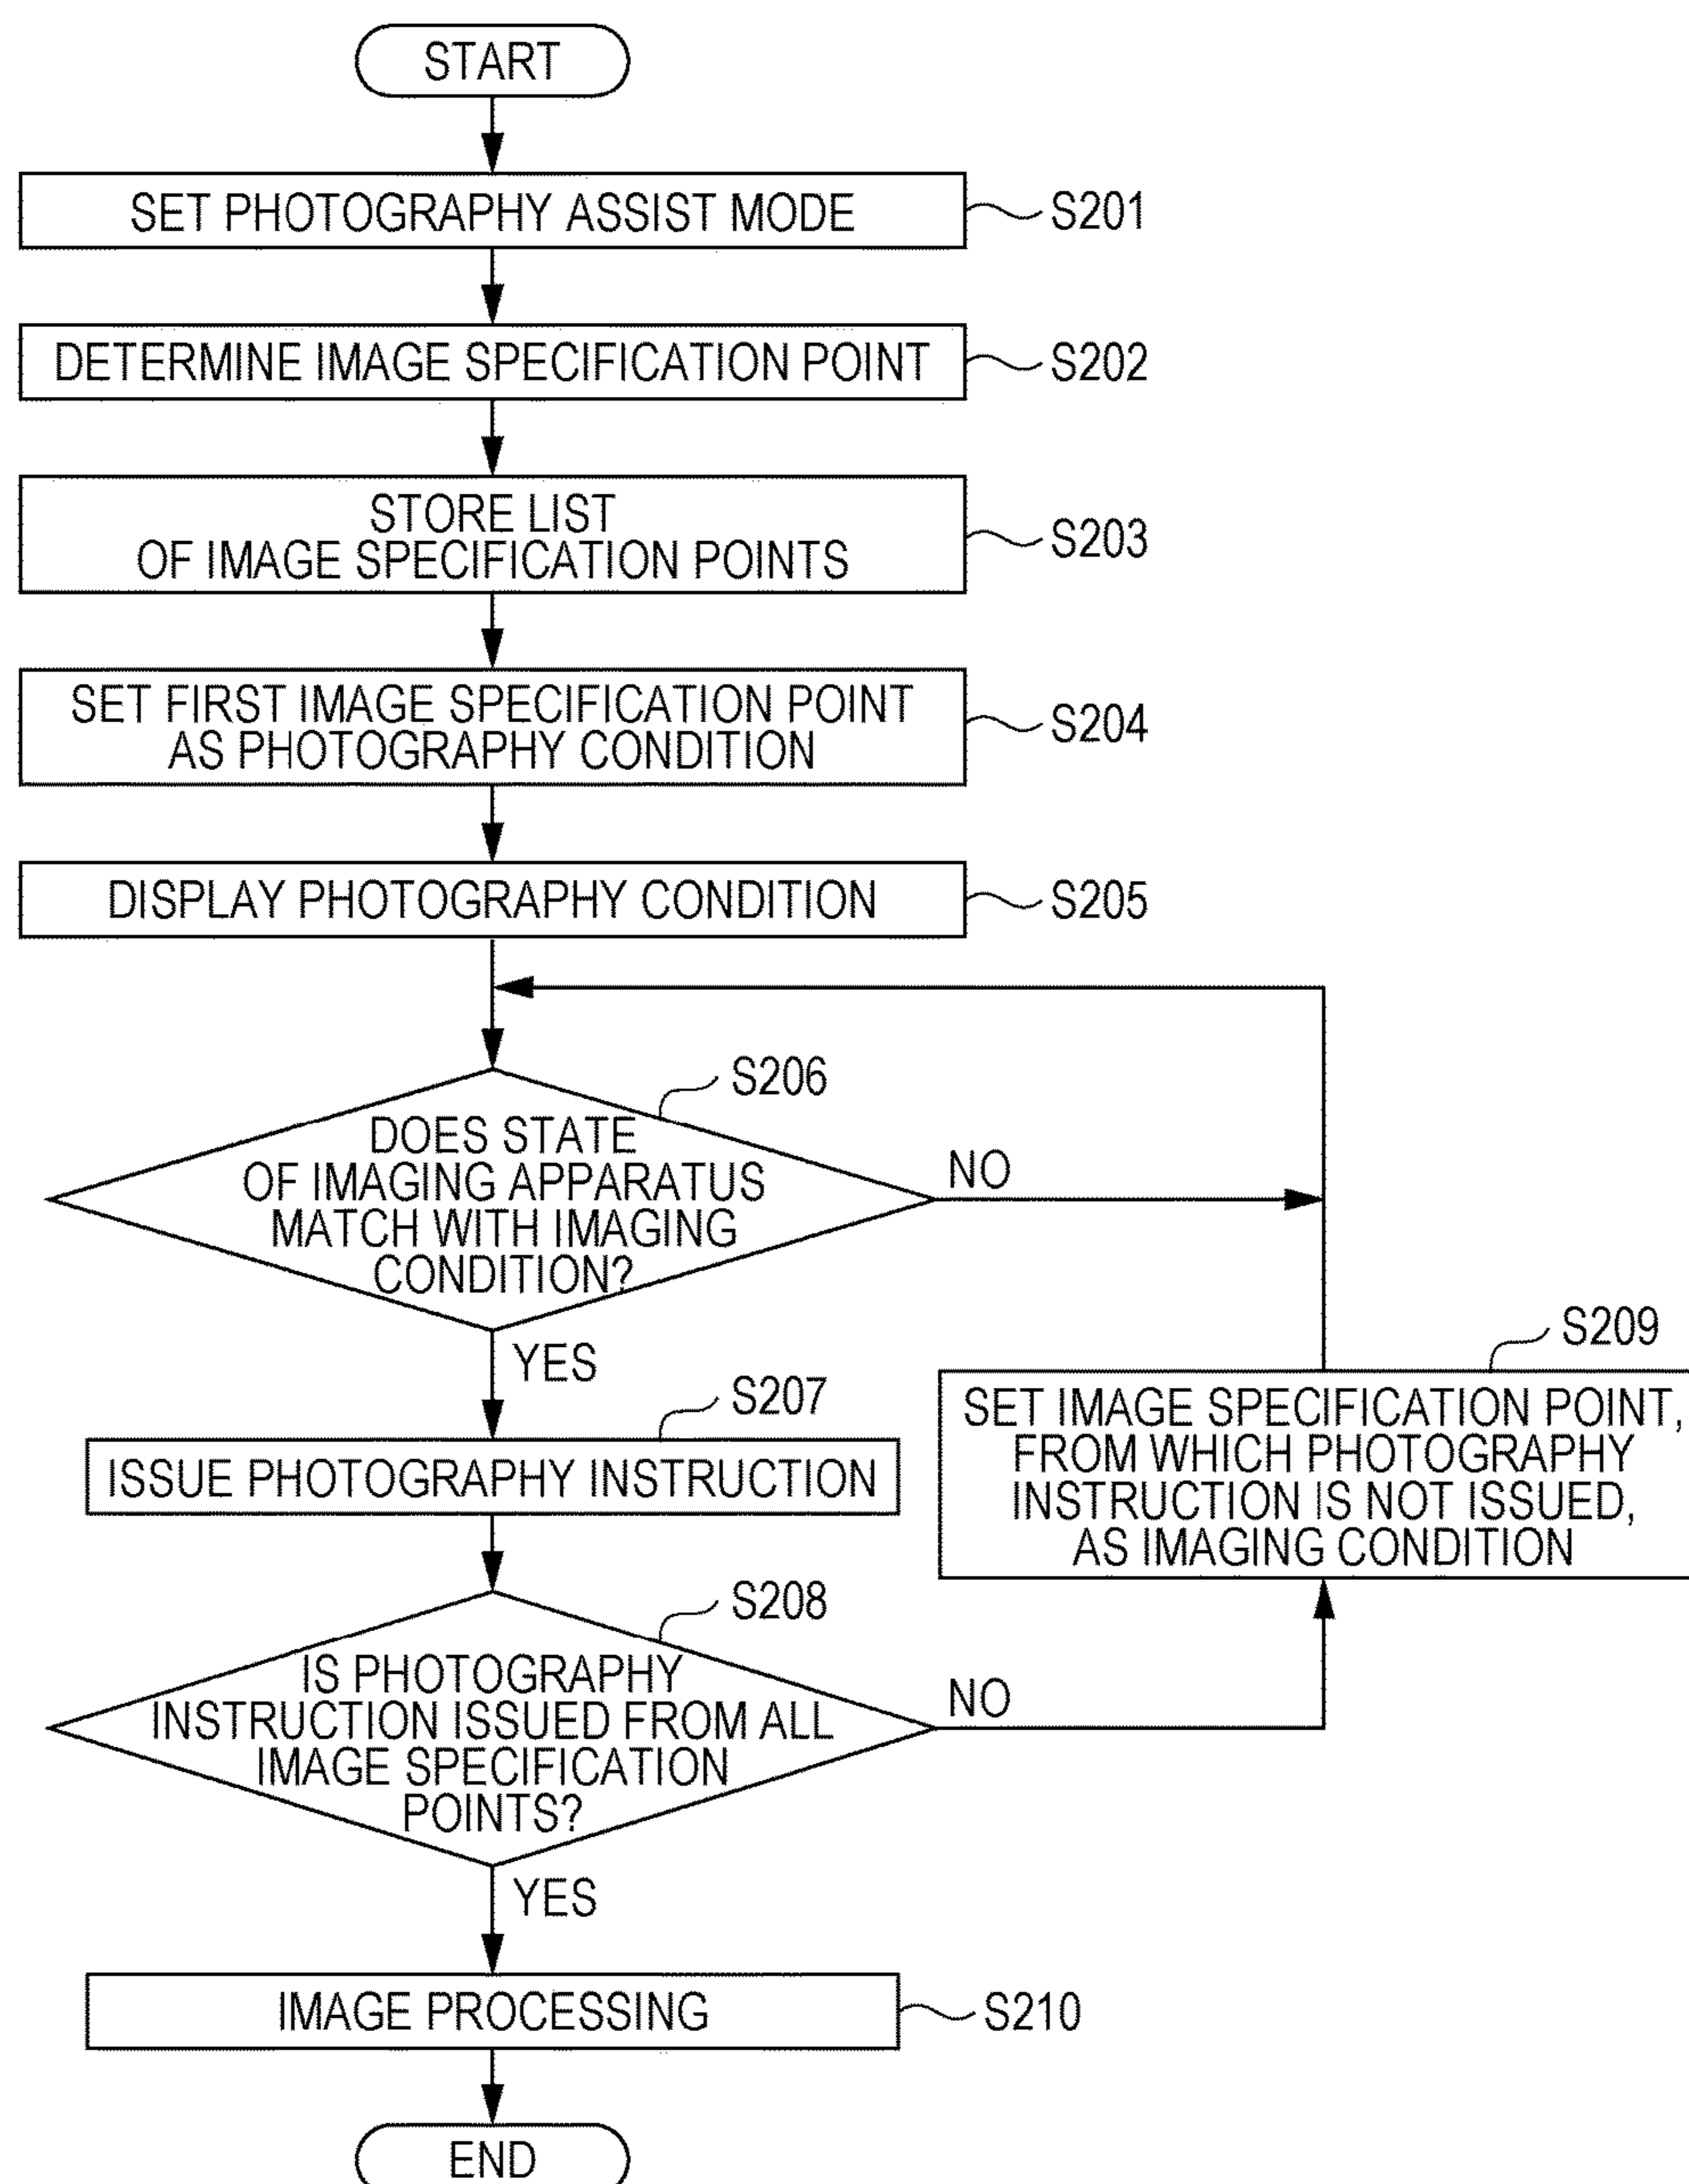 START
SET PHOTOGRAPHY ASSIST MODE
S201
DETERMINE IMAGE SPECIFICATION POINT
S202
STORE LIST
OF IMAGE SPECIFICATION POINTS
S203
SET FIRST IMAGE SPECIFICATION POINT
AS PHOTOGRAPHY CONDITION
S204
DISPLAY PHOTOGRAPHY CONDITION
S205
S206
DOES STATE
OF IMAGING APPARATUS
MATCH WITH IMAGING
CONDITION?
NO
YES
S207
ISSUE PHOTOGRAPHY INSTRUCTION
S209
SET IMAGE SPECIFICATION POINT,
FROM WHICH PHOTOGRAPHY
INSTRUCTION IS NOT ISSUED,
AS IMAGING CONDITION
S208
IS PHOTOGRAPHY
INSTRUCTION ISSUED FROM ALL
IMAGE SPECIFICATION
POINTS?
NO
YES
IMAGE PROCESSING
S210
END